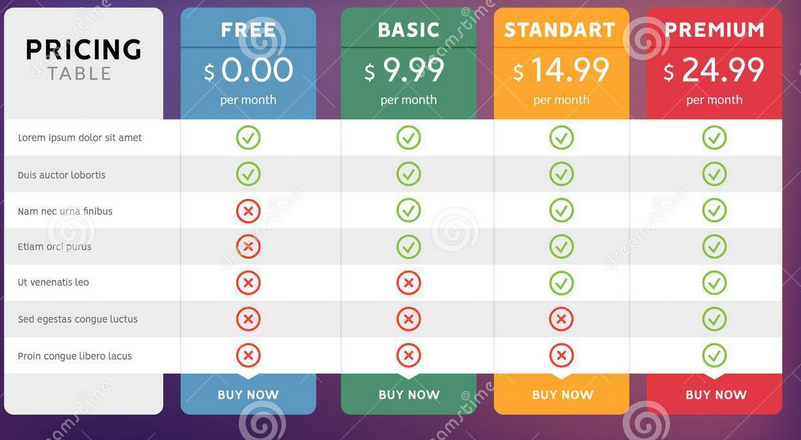 PRICING
TABLE
FREE
$ 0.00
per month
BASIC
$ 9.99
per month
STANDART
$ 14.99
per month
PREMIUM
$ 24.99
per month
Lorem ipsum dolor sit amet
Duis auctor lobortis
Nam nec urna finibus
Etiam orci purus
Ut venenatis leo
Sed egestas congue luctus
Proin congue libero lacus
BUY NOW
BUY NOW
BUY NOW
BUY NOW
dreamstime
dreamstime
dreamstime